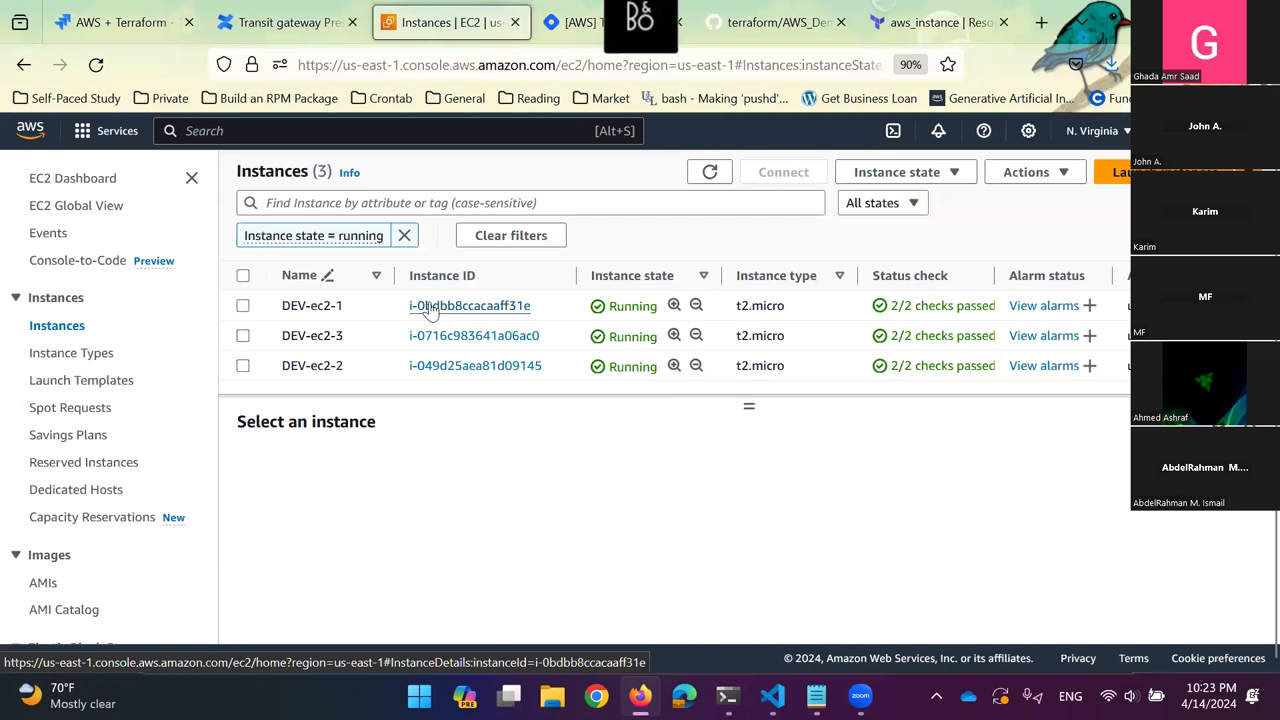 AWS + Terraform -
Transit gateway Pre
Instances | EC2 | us-
[AWS] T
D&
BO
terraform/AWS_Den
aws_instance | Reso
https://us-east-1.console.aws.amazon.com/ec2/home?region=us-east-1#Instances:instanceState
90%
Self-Paced Study
Private
Build an RPM Package
Crontab
General
Reading
Market
bash - Making 'pushd'...
Get Business Loan
Generative Artificial In...
Fun
aws
Services
Search
[Alt+S]
N. Virginia
EC2 Dashboard
EC2 Global View
Events
Console-to-Code Preview
Instances
Instances
Instance Types
Launch Templates
Spot Requests
Savings Plans
Reserved Instances
Dedicated Hosts
Capacity Reservations New
Images
AMIs
AMI Catalog
Instances (3) Info
Connect
Instance state
Actions
Find Instance by attribute or tag (case-sensitive)
All states
Instance state = running
Clear filters
Name Instance ID Instance state Instance type Status check Alarm status
DEV-ec2-1 i-0bdbb8ccacaaff31e Running t2.micro 2/2 checks passed View alarms
DEV-ec2-3 i-0716c983641a06ac0 Running t2.micro 2/2 checks passed View alarms
DEV-ec2-2 i-049d25aea81d09145 Running t2.micro 2/2 checks passed View alarms
Select an instance
G
Ghada Amr Saad
John A.
John A.
Karim
Karim
MF
MF
Ahmed Ashraf
AbdelRahman M....
AbdelRahman M. Ismail
https://us-east-1.console.aws.amazon.com/ec2/home?region=us-east-1#InstanceDetails:instanceId=i-0bdbb8ccacaaff31e
© 2024, Amazon Web Services, Inc. or its affiliates.
Privacy
Terms
Cookie preferences
70°F
Mostly clear
PRE
zoom
ENG
10:23 PM
4/14/2024